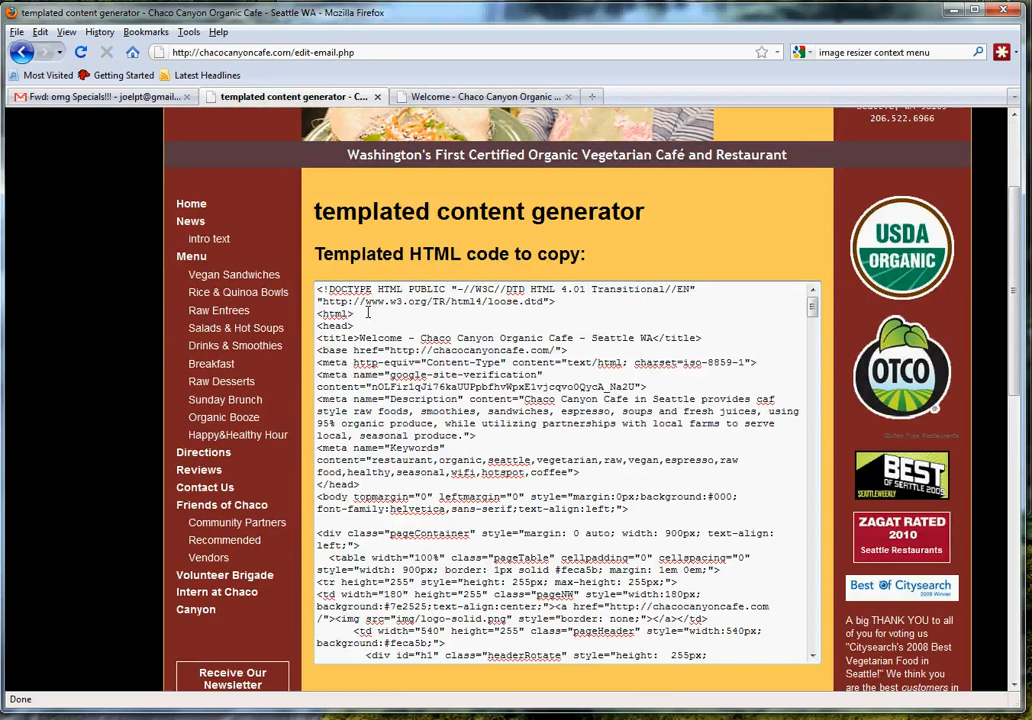 templated content generator - Chaco Canyon Organic Cafe - Seattle WA - Mozilla Firefox
File Edit View History Bookmarks Tools Help
http://chacocanyoncafe.com/edit-email.php
image resizer context menu
Most Visited Getting Started Latest Headlines
Fwd: omg Specials!!! - joelpt@gmail...
templated content generator - C...
Welcome - Chaco Canyon Organic ...
206.522.6966
Washington's First Certified Organic Vegetarian Café and Restaurant
Home
News
intro text
Menu
Vegan Sandwiches
Rice & Quinoa Bowls
Raw Entrees
Salads & Hot Soups
Drinks & Smoothies
Breakfast
Raw Desserts
Sunday Brunch
Organic Booze
Happy&Healthy Hour
Directions
Reviews
Contact Us
Friends of Chaco
Community Partners
Recommended
Vendors
Volunteer Brigade
Intern at Chaco
Canyon
Receive Our
Newsletter
templated content generator
Templated HTML code to copy:
<!DOCTYPE HTML PUBLIC "-//W3C//DTD HTML 4.01 Transitional//EN"
"http://www.w3.org/TR/html4/loose.dtd">
<html>
<head>
<title>Welcome - Chaco Canyon Organic Cafe - Seattle WA</title>
<base href="http://chacocanyoncafe.com/">
<meta http-equiv="Content-Type" content="text/html; charset=iso-8859-1">
<meta name="google-site-verification"
<meta name="Description" content="Chaco Canyon Cafe in Seattle provides caf
style raw foods, smoothies, sandwiches, espresso, soups and fresh juices, using
95% organic produce, while utilizing partnerships with local farms to serve
local, seasonal produce.">
<meta name="Keywords"
content="restaurant,organic,seattle,vegetarian,raw,vegan,espresso,raw
food,healthy,seasonal,wifi,hotspot,coffee">
</head>
<body topmargin="0" leftmargin="0" style="margin:0px;background:#000;
font-family:helvetica,sans-serif;text-align:left;">
<div class="pageContainer" style="margin: 0 auto; width: 900px; text-align:
left;">
<table width="100%" class="pageTable" cellpadding="0" cellspacing="0"
style="width: 900px; border: 1px solid #feca5b; margin: 1em 0em;">
<tr height="255" style="height: 255px; max-height: 255px;">
<td width="180" height="255" class="pageNW" style="width:180px;
background:#7e2525;text-align:center;"><a href="http://chacocanyoncafe.com
/"><img src="img/logo-solid.png" style="border: none;"></a></td>
<td width="540" height="255" class="pageHeader" style="width:540px;
background:#feca5b;">
<div id="h1" class="headerRotate" style="height: 255px;
USDA
ORGANIC
OTCO
Gluten Free Restaurants
BEST
OF SEATTLE 2009
SEATTLEWEEKLY
ZAGAT RATED
2010
Seattle Restaurants
Best Of Citysearch
2008 Winner
A big THANK YOU to all
of you for voting us
"Citysearch's 2008 Best
Vegetarian Food in
Seattle!" We think you
are the best customers in
Done